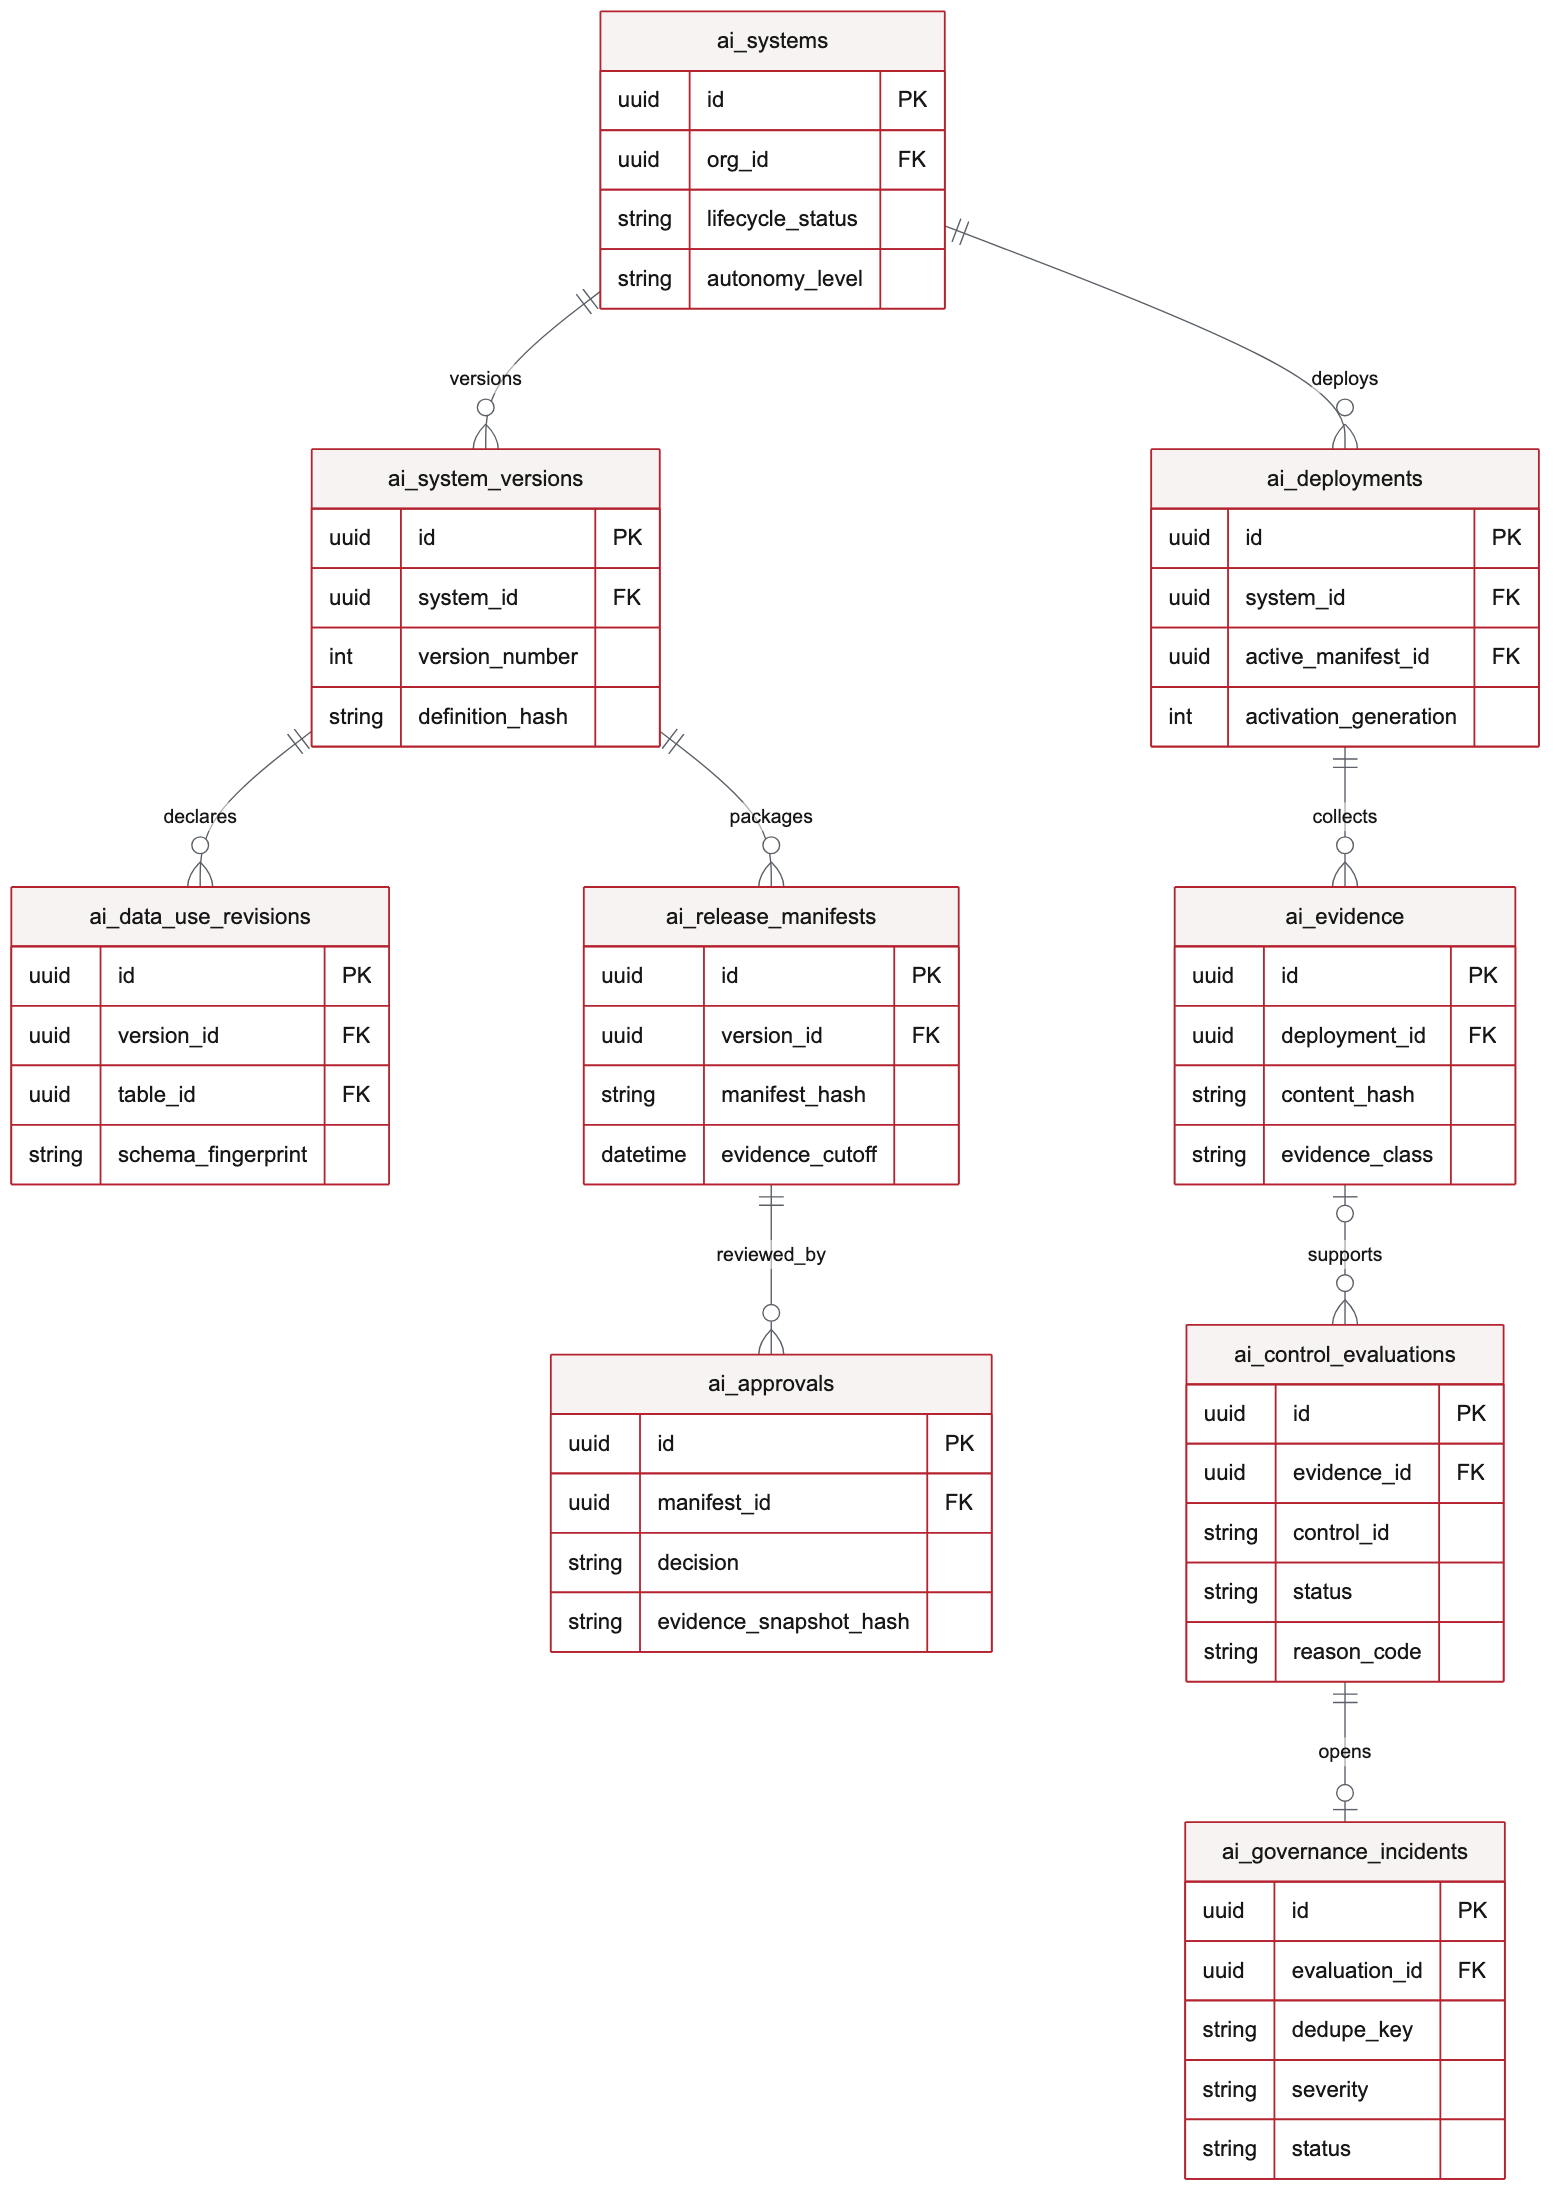 ai_systems
uuid id PK
uuid org_id FK
string lifecycle_status
string autonomy_level
versions
deploys
ai_system_versions
uuid id PK
uuid system_id FK
int version_number
string definition_hash
ai_deployments
uuid id PK
uuid system_id FK
uuid active_manifest_id FK
int activation_generation
declares
packages
collects
ai_data_use_revisions
uuid id PK
uuid version_id FK
uuid table_id FK
string schema_fingerprint
ai_release_manifests
uuid id PK
uuid version_id FK
string manifest_hash
datetime evidence_cutoff
ai_evidence
uuid id PK
uuid deployment_id FK
string content_hash
string evidence_class
reviewed_by
supports
ai_approvals
uuid id PK
uuid manifest_id FK
string decision
string evidence_snapshot_hash
ai_control_evaluations
uuid id PK
uuid evidence_id FK
string control_id
string status
string reason_code
opens
ai_governance_incidents
uuid id PK
uuid evaluation_id FK
string dedupe_key
string severity
string status